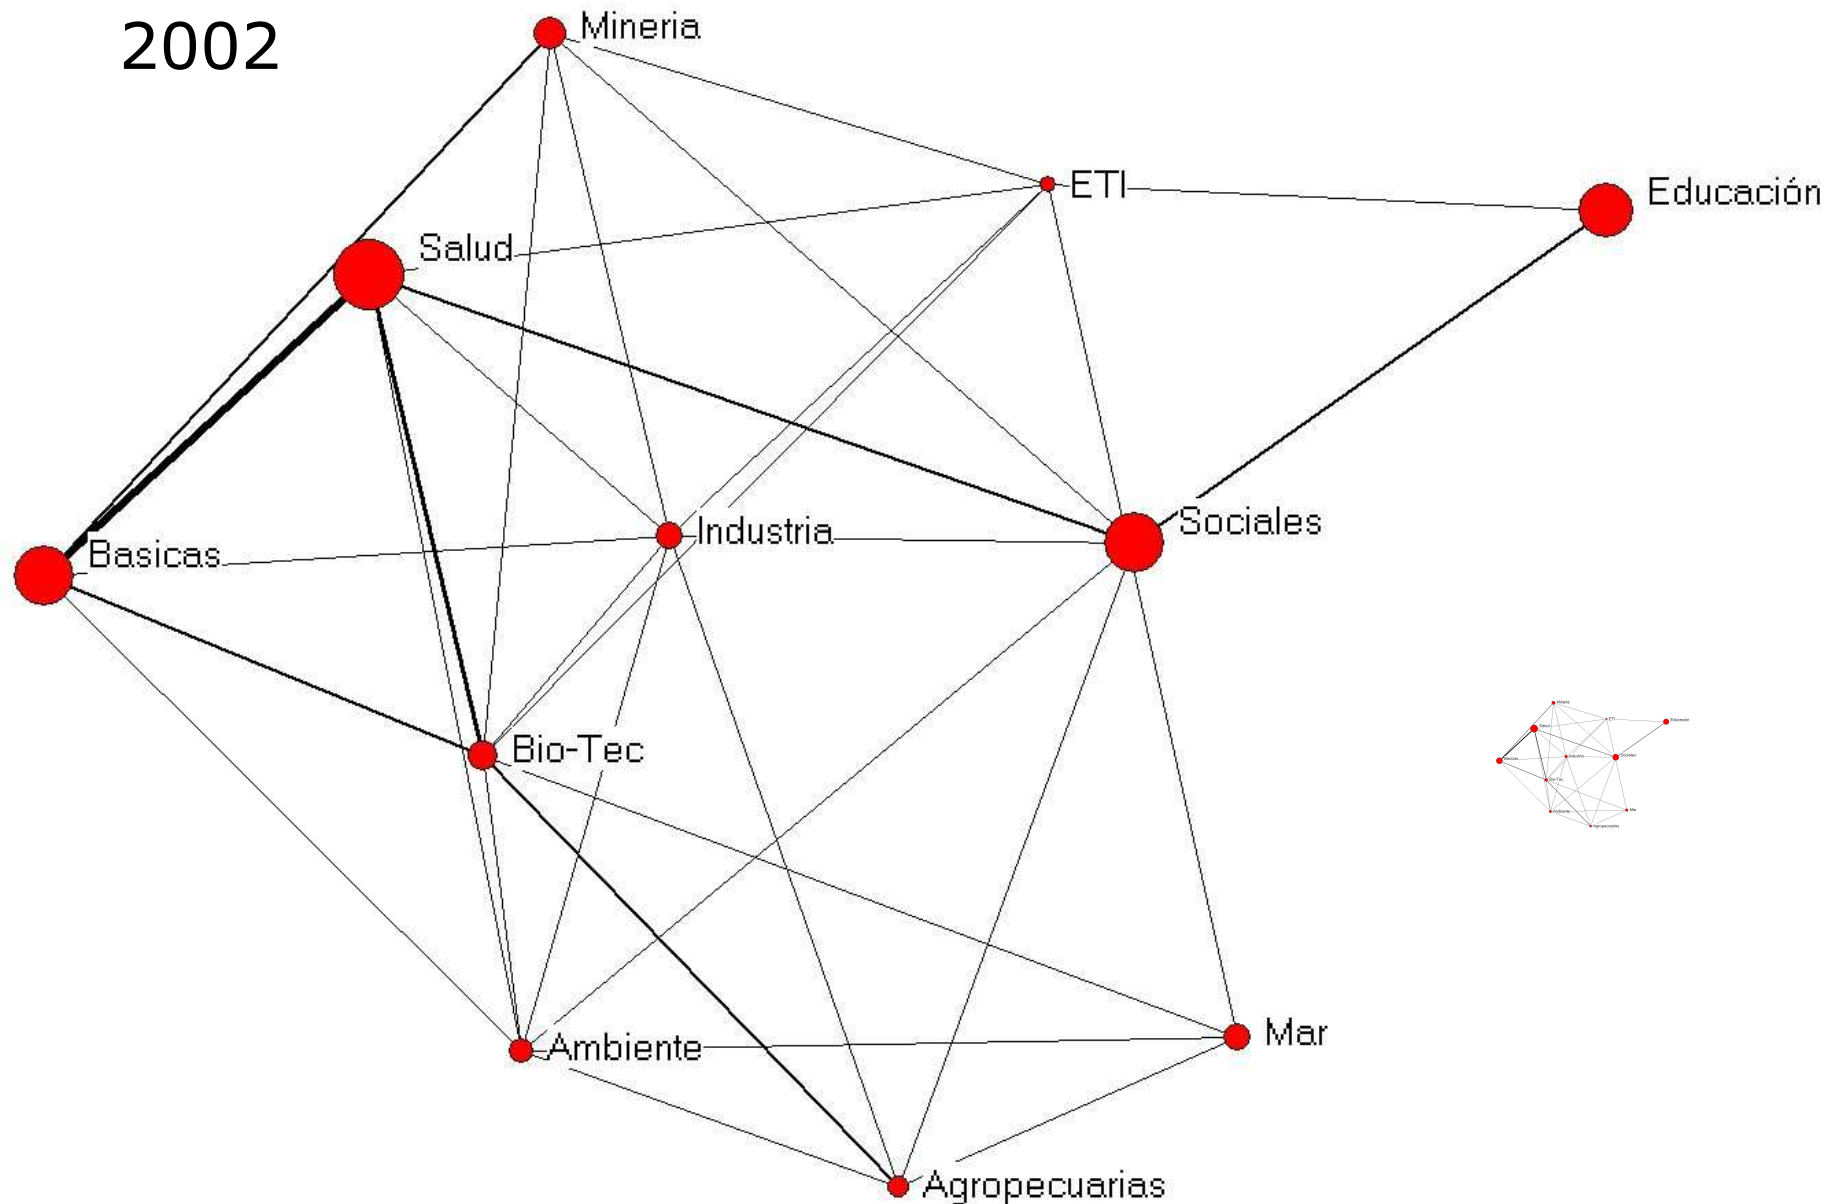 2002
Mineria
ETI
Educación
Salud
Sociales
Industria
Basicas
Bio-Tec
Mar
Ambiente
Agropecuarias